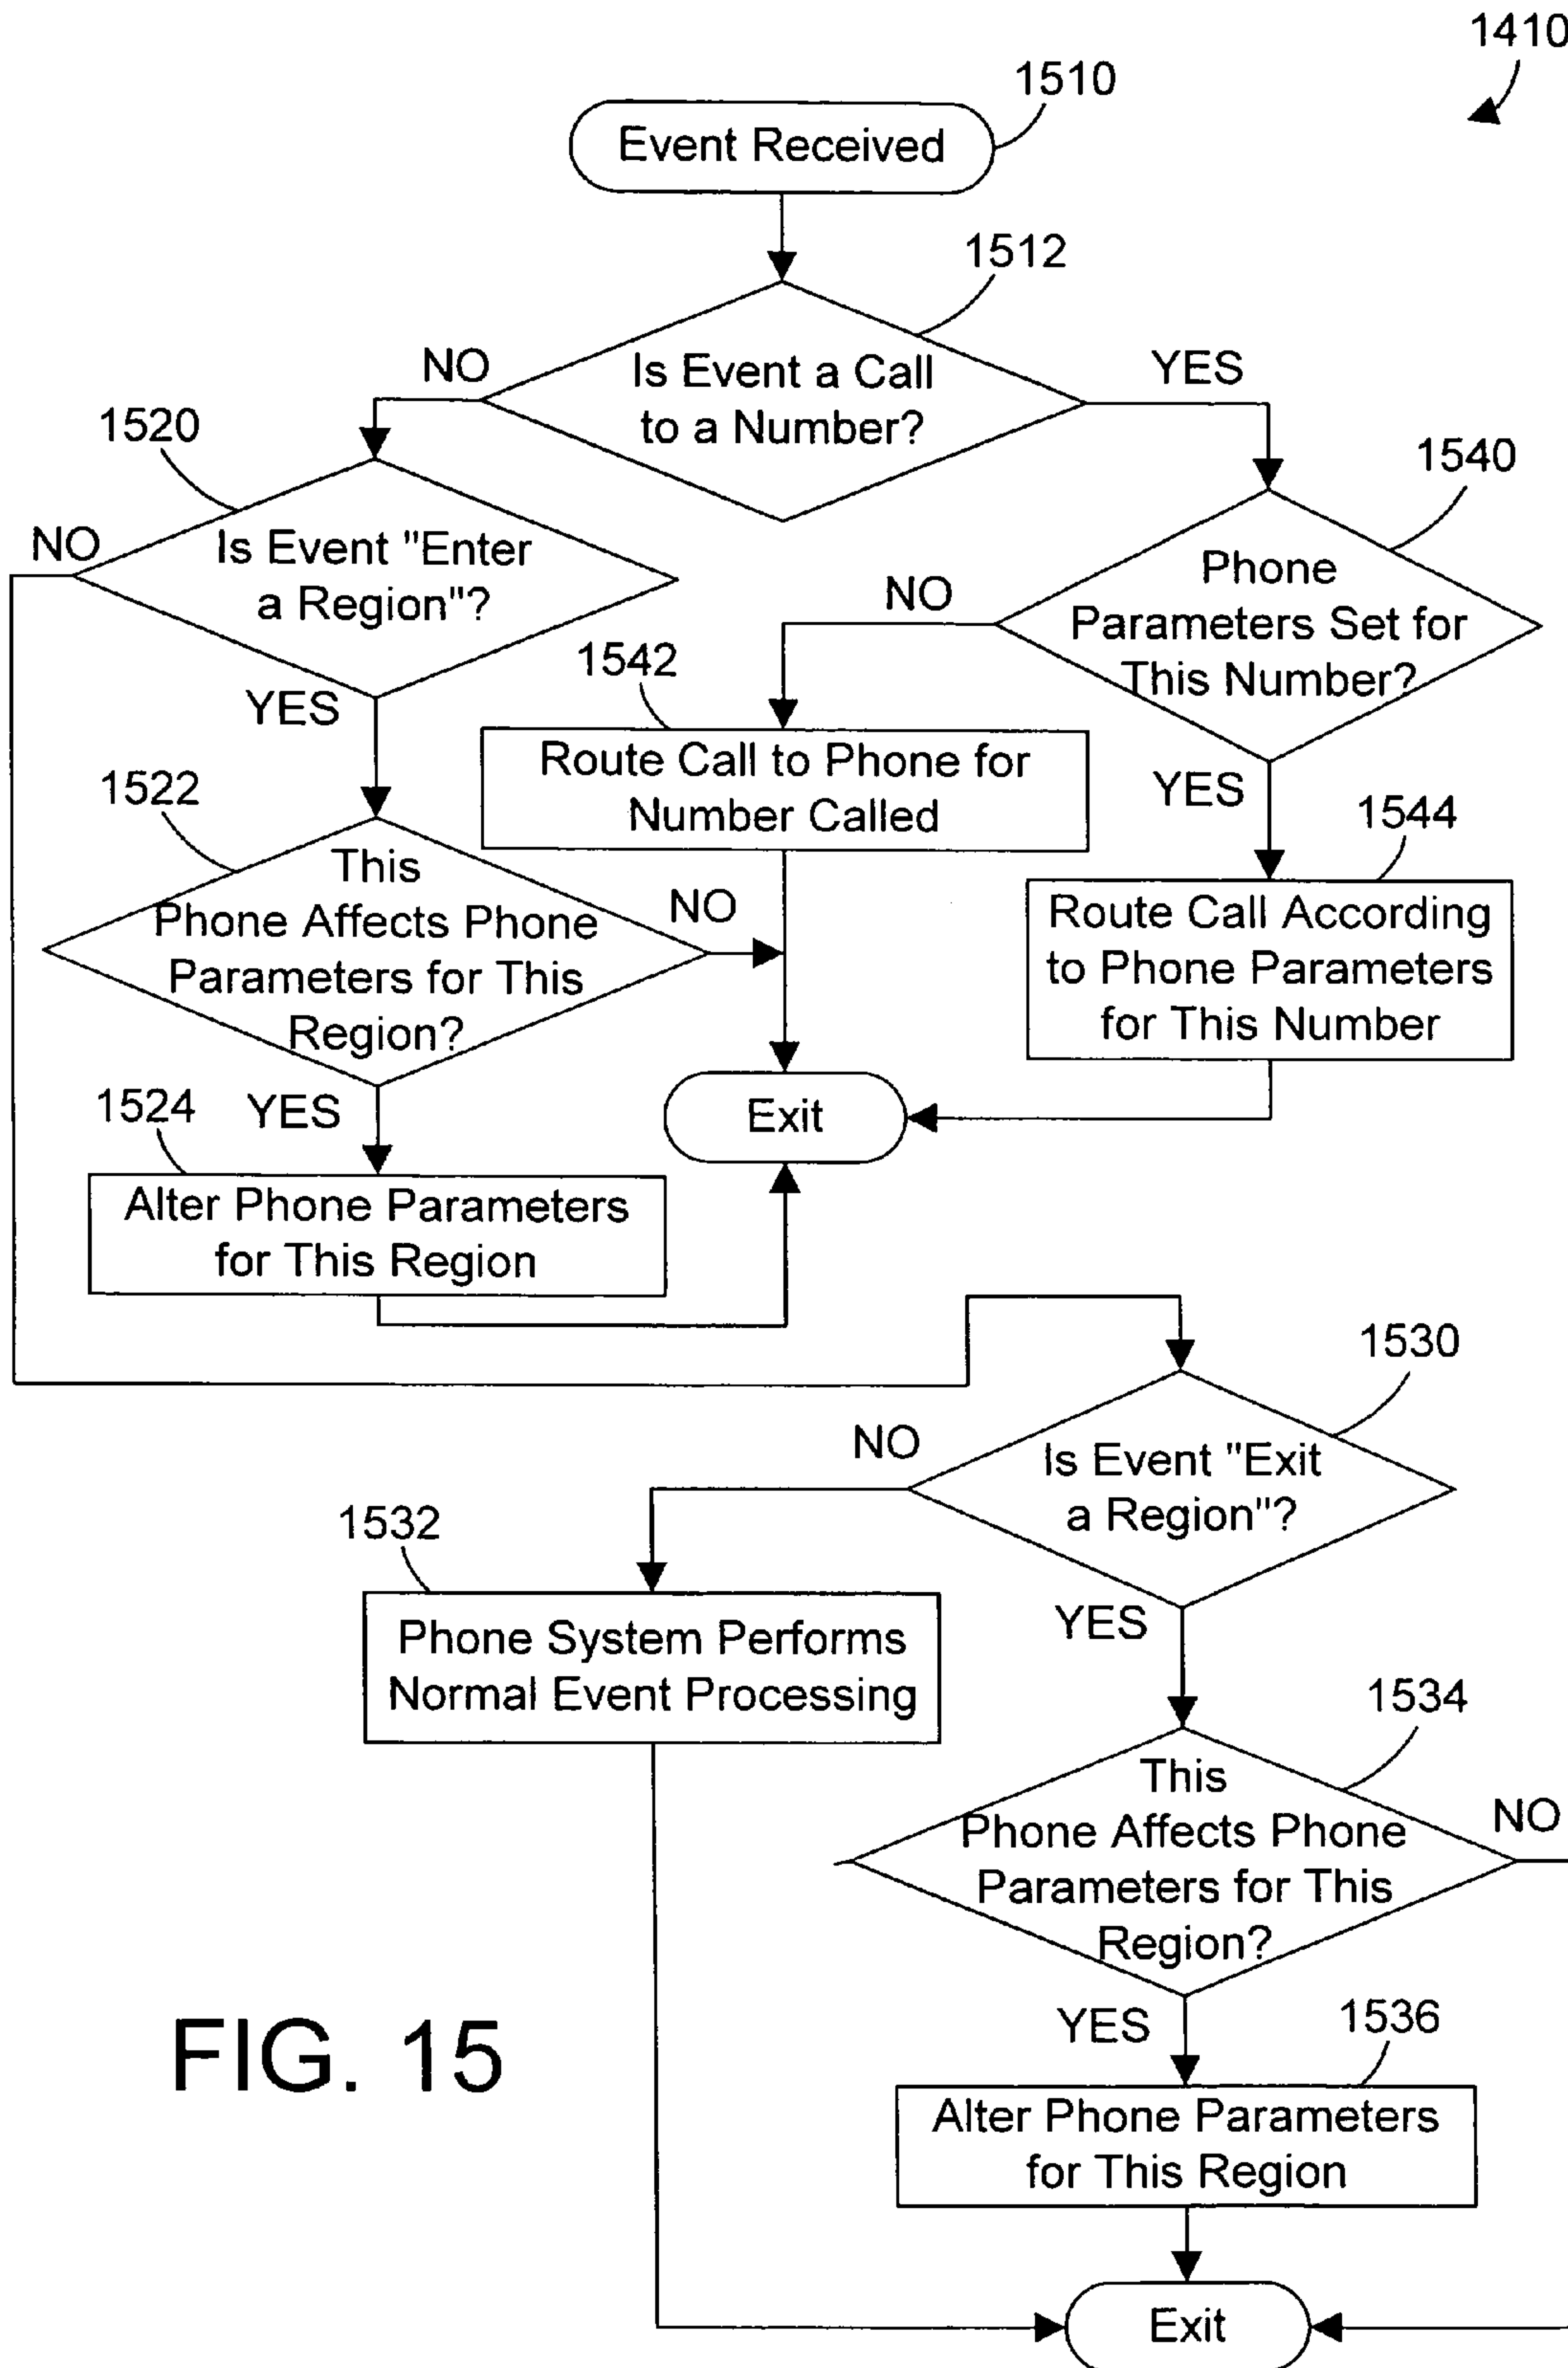 1410
1510
Event Received
1512
NO
Is Event a Call
to a Number?
YES
1520
1540
NO
Is Event "Enter
a Region"?
NO
Phone
Parameters Set for
This Number?
1542
YES
Route Call to Phone for
Number Called
YES
1522
1544
This
Phone Affects Phone
Parameters for This
Region?
NO
Route Call According
to Phone Parameters
for This Number
1524
YES
Exit
Alter Phone Parameters
for This Region
1530
NO
Is Event "Exit
a Region"?
1532
YES
Phone System Performs
Normal Event Processing
1534
This
Phone Affects Phone
Parameters for This
Region?
NO
FIG. 15
YES
1536
Alter Phone Parameters
for This Region
Exit